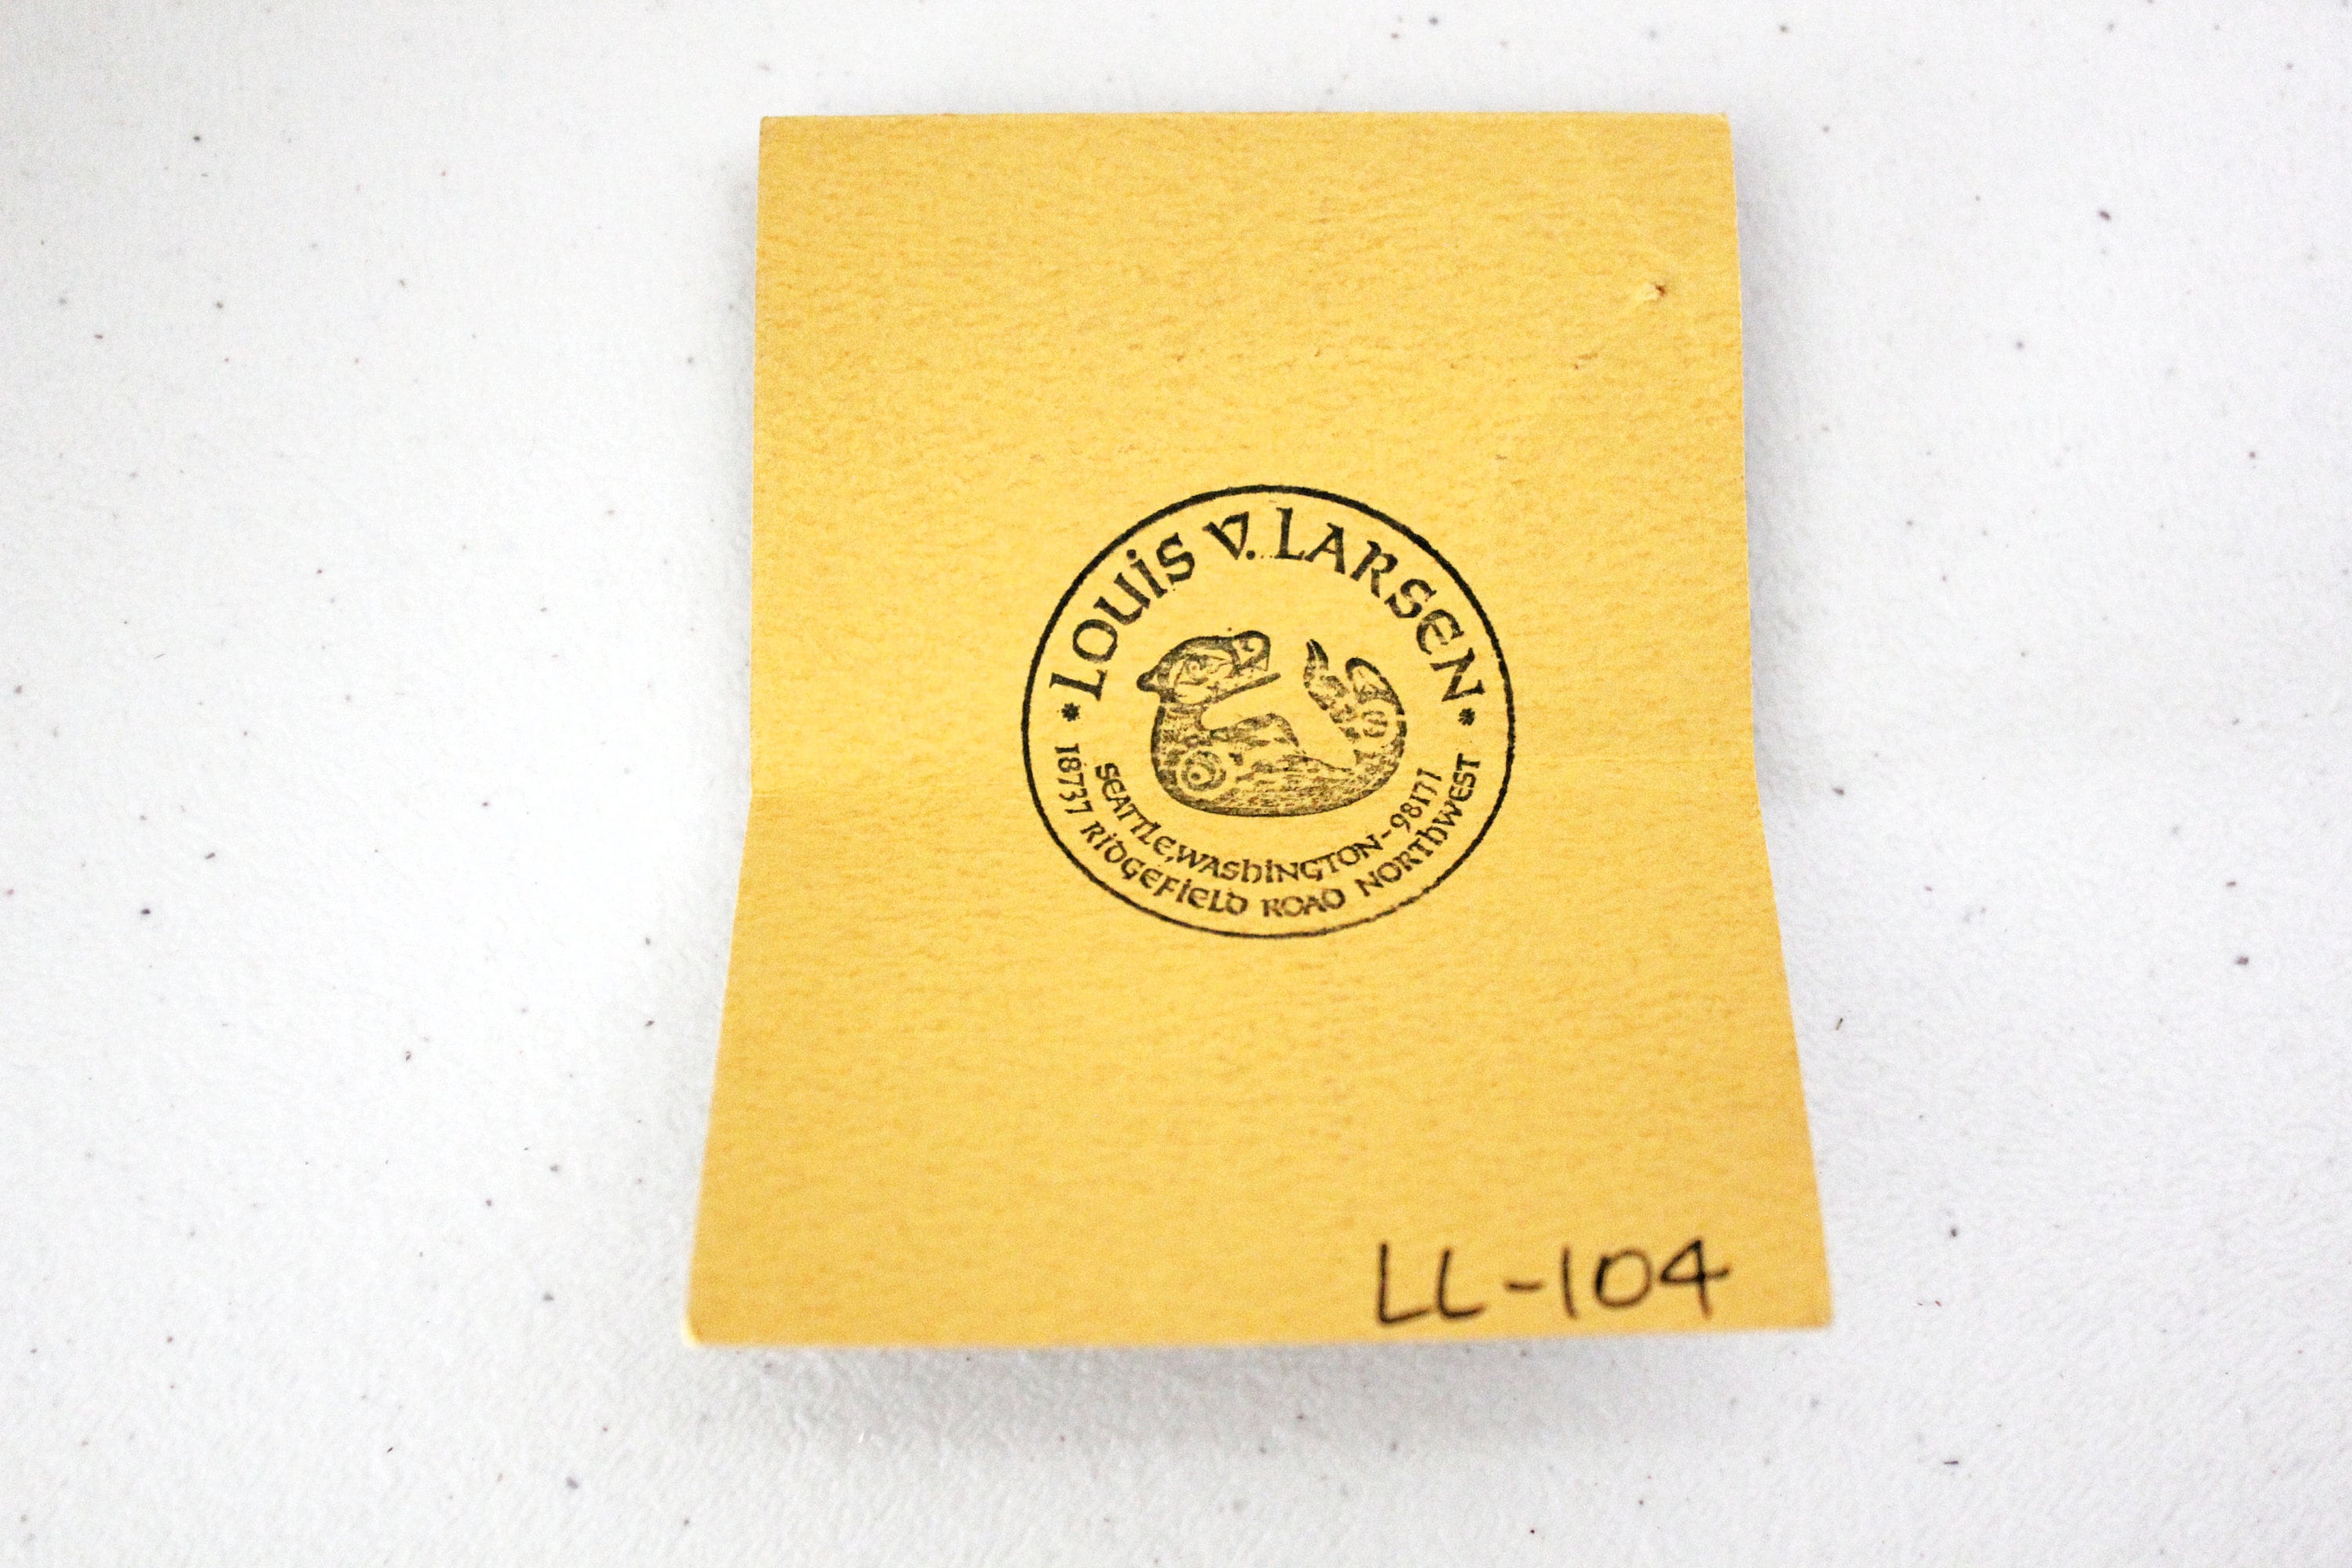 * Louis V. Larsen *
Seattle, Washington - 98177
18737 Ridgefield Road Northwest
LL-104